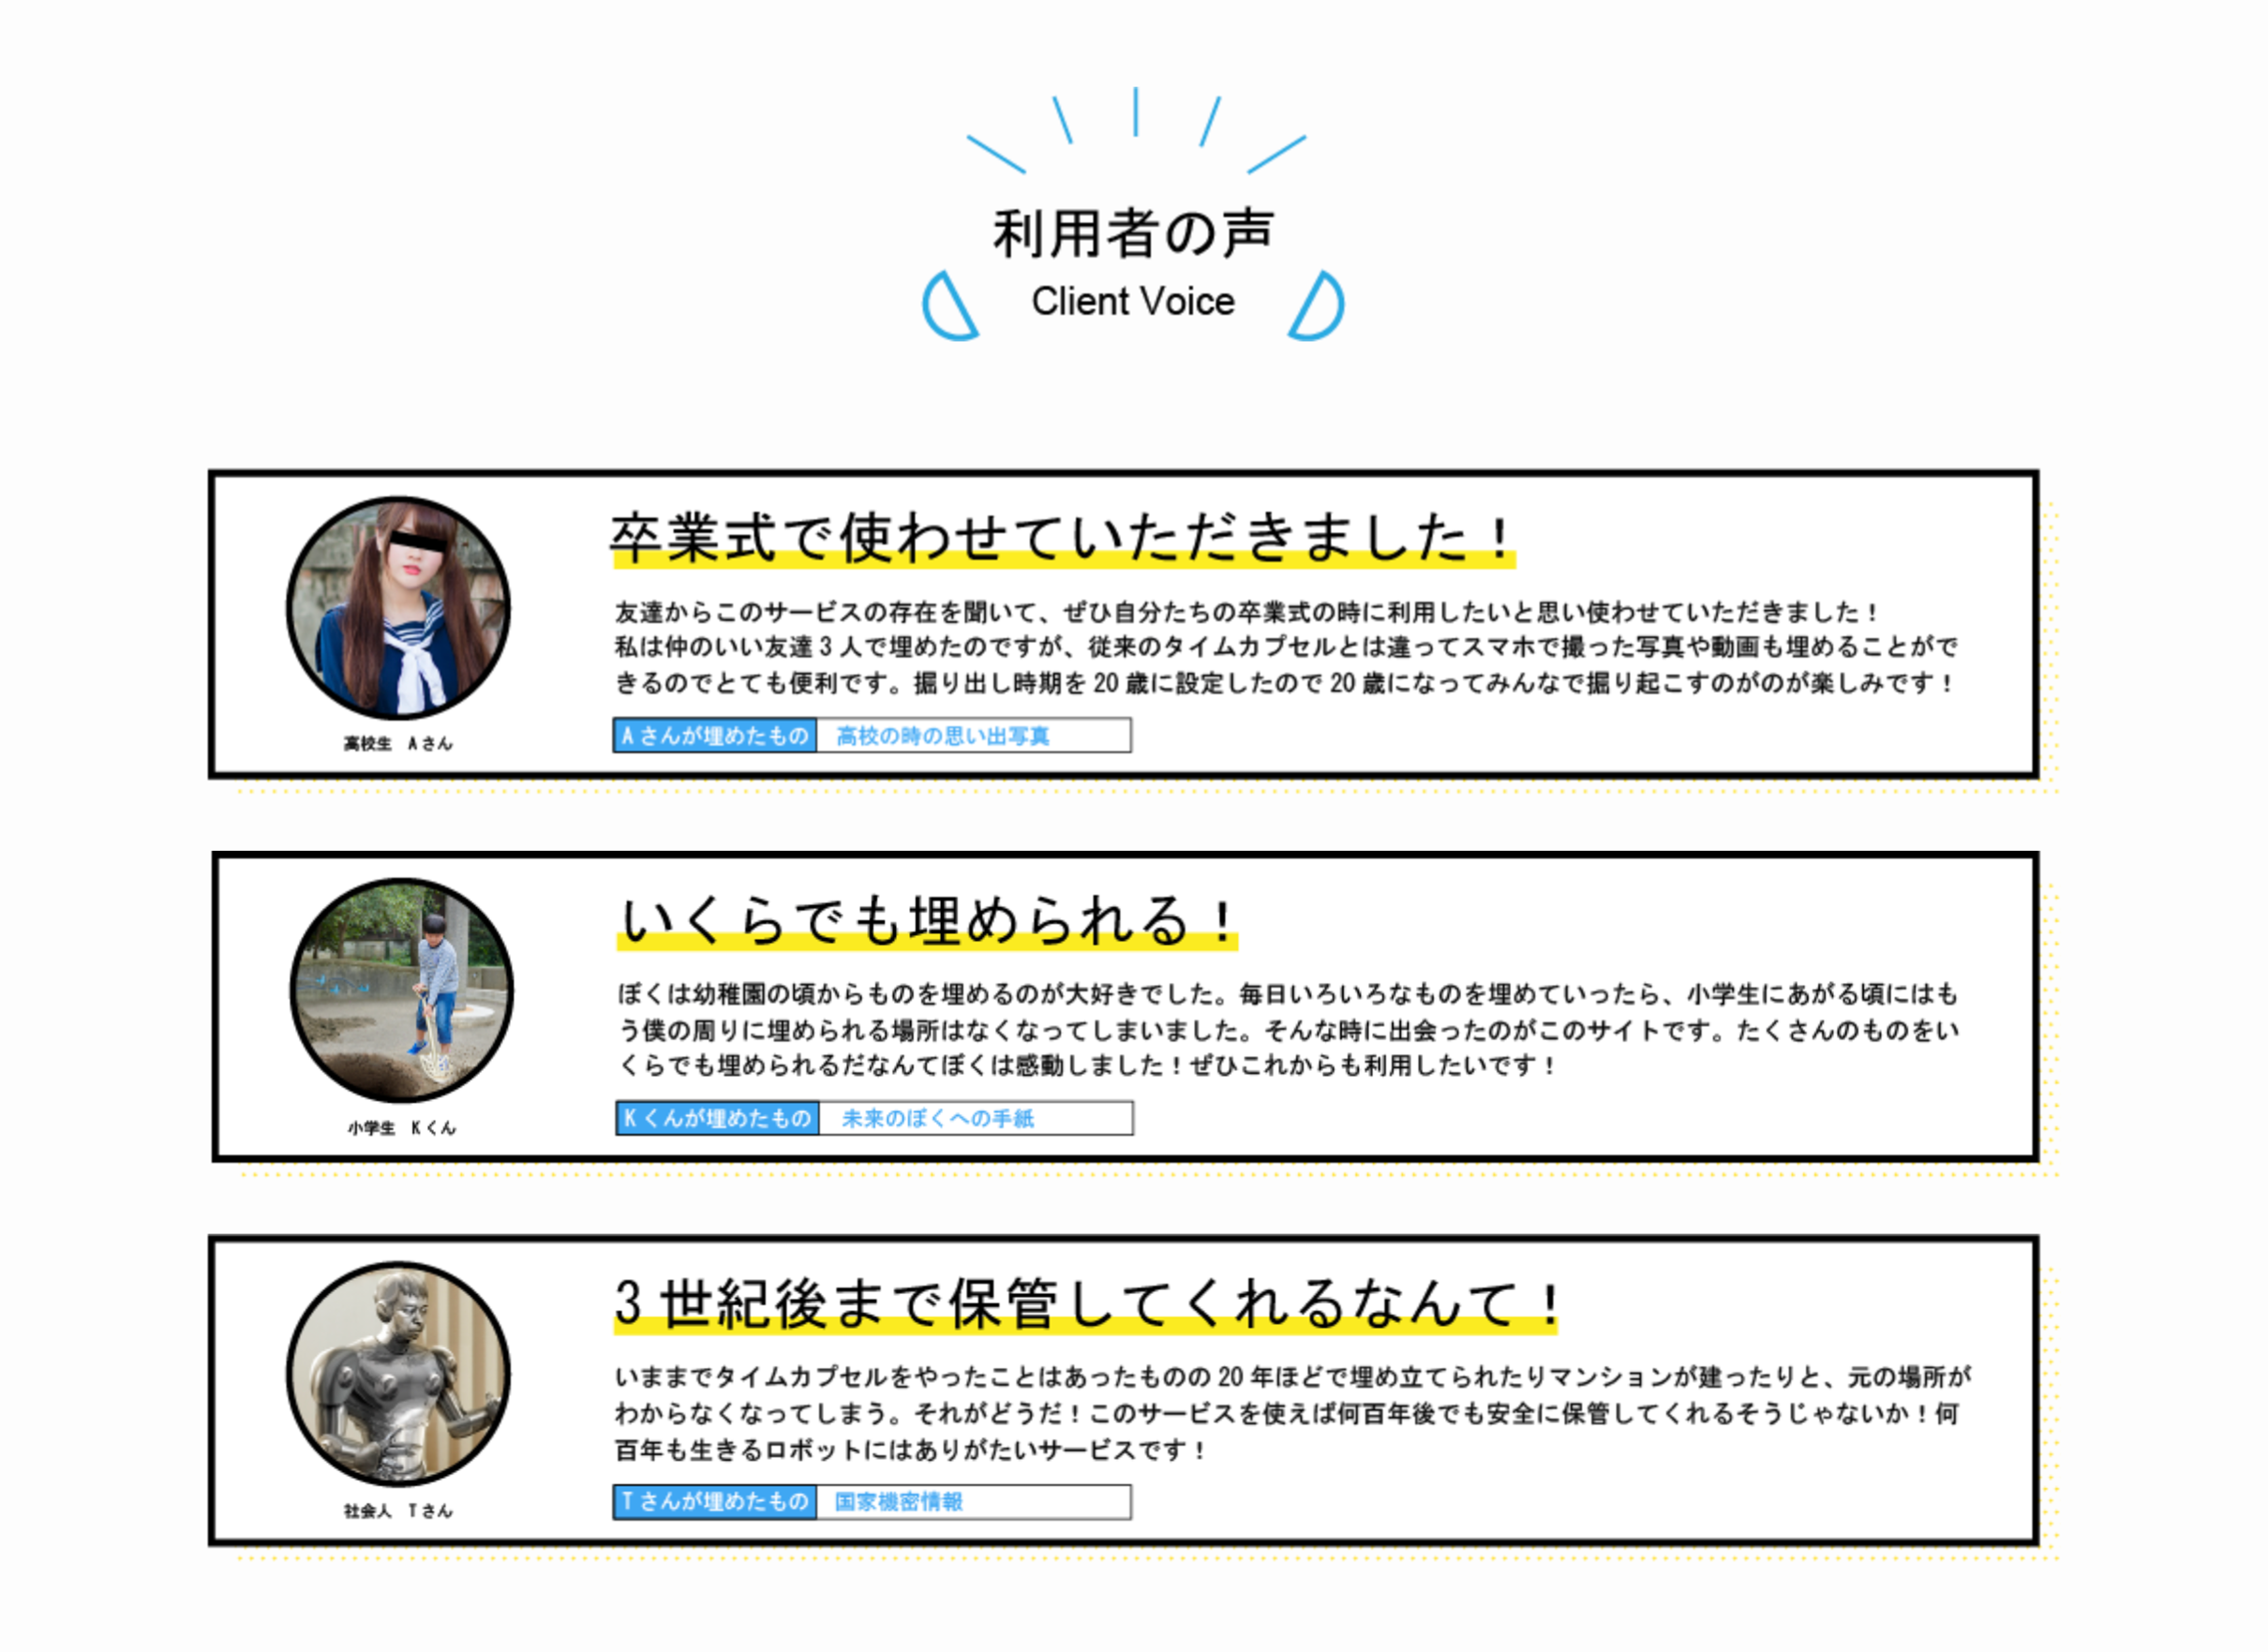 利用者の声
Client Voice
卒業式で使わせていただきました！
友達からこのサービスの存在を聞いて、ぜひ自分たちの卒業式の時に利用したいと思い使わせていただきました！
私は仲のいい友達 3 人で埋めたのですが、従来のタイムカプセルとは違ってスマホで撮った写真や動画も埋めることがで
きるのでとても便利です。掘り出し時期を 20 歳に設定したので 20 歳になってみんなで掘り起こすのがのが楽しみです！
A さんが埋めたもの 高校の時の思い出写真
高校生　A さん
いくらでも埋められる！
ぼくは幼稚園の頃からものを埋めるのが大好きでした。毎日いろいろなものを埋めていったら、小学生にあがる頃にはも
う僕の周りに埋められる場所はなくなってしまいました。そんな時に出会ったのがこのサイトです。たくさんのものをい
くらでも埋められるだなんてぼくは感動しました！ぜひこれからも利用したいです！
K くんが埋めたもの 未来のぼくへの手紙
小学生　K くん
3 世紀後まで保管してくれるなんて！
いままでタイムカプセルをやったことはあったものの 20 年ほどで埋め立てられたりマンションが建ったりと、元の場所が
わからなくなってしまう。それがどうだ！このサービスを使えば何百年後でも安全に保管してくれるそうじゃないか！何
百年も生きるロボットにはありがたいサービスです！
T さんが埋めたもの 国家機密情報
社会人　T さん